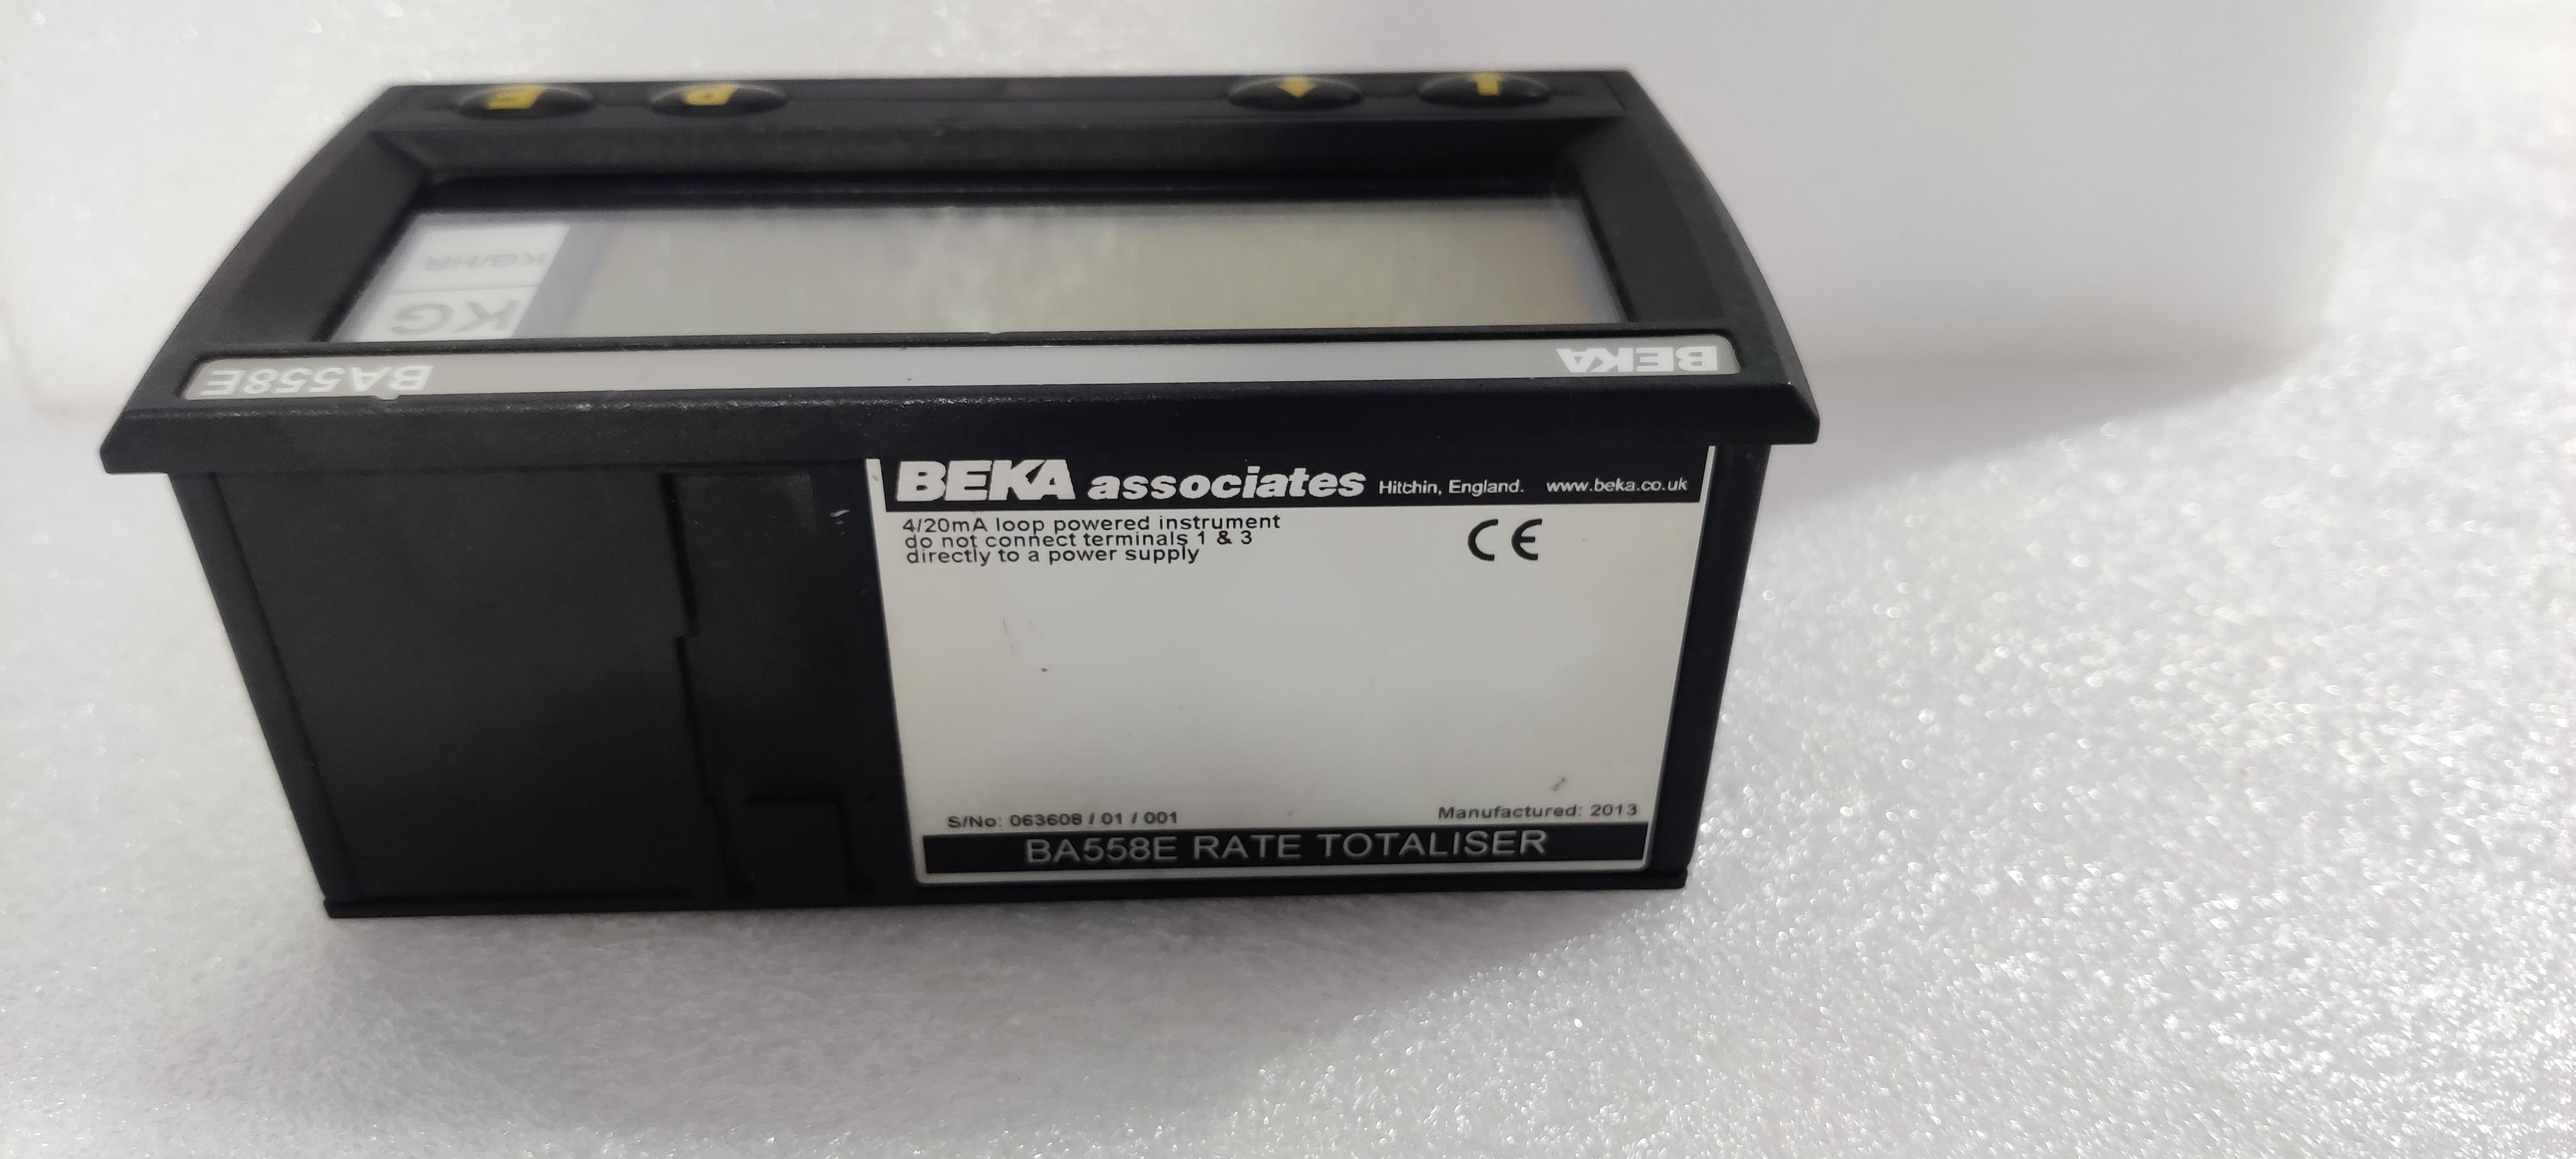 E P
KG/HR
KG
BA558E BEKA
BEKA associates Hitchin, England. www.beka.co.uk
4/20mA loop powered instrument
do not connect terminals 1 & 3
directly to a power supply
CE
S/No: 063608 / 01 / 001 Manufactured: 2013
BA558E RATE TOTALISER